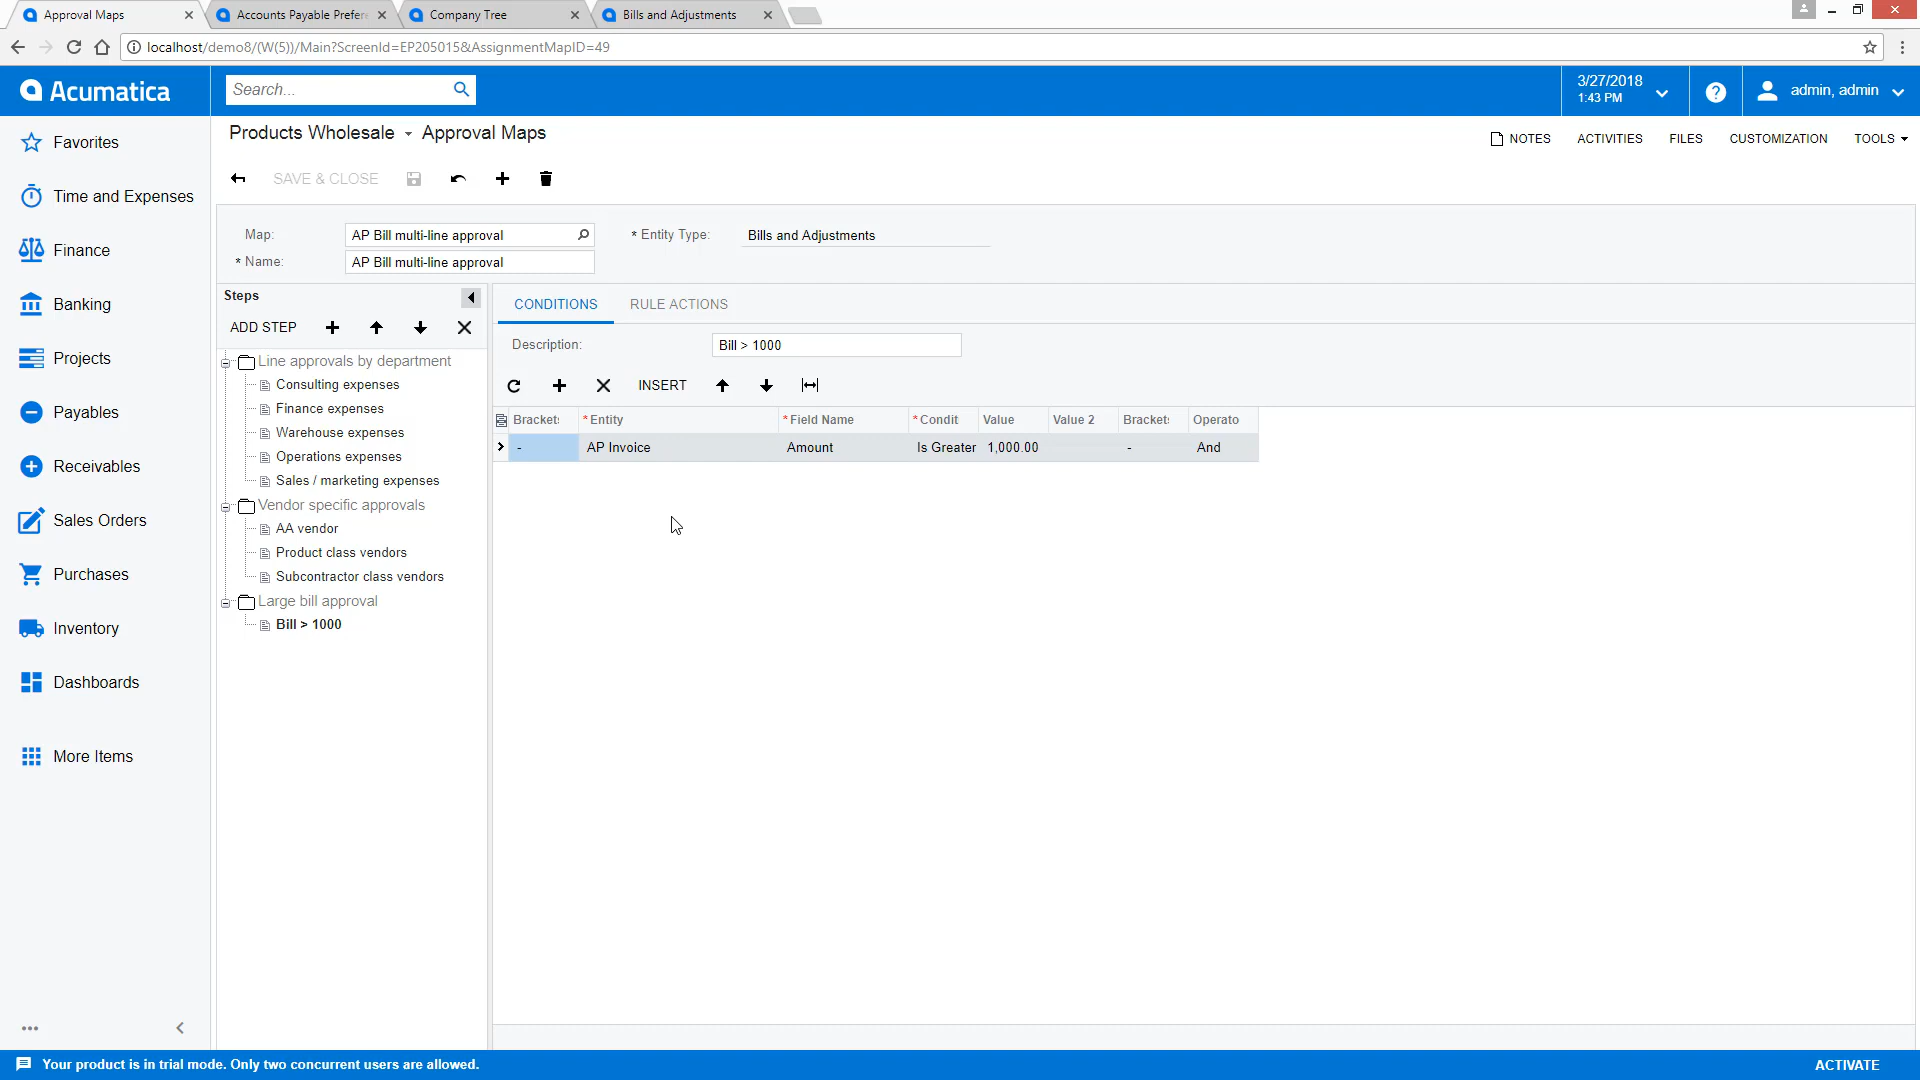 Approval Maps
Accounts Payable Prefere
Company Tree
Bills and Adjustments
localhost/demo8/(W(5))/Main?ScreenId=EP205015&AssignmentMapID=49
Acumatica
Search...
3/27/2018
1:43 PM
?
admin, admin
Favorites
Time and Expenses
Finance
Banking
Projects
Payables
Receivables
Sales Orders
Purchases
Inventory
Dashboards
More Items
Products Wholesale Approval Maps
NOTES ACTIVITIES FILES CUSTOMIZATION TOOLS
SAVE & CLOSE
Map: AP Bill multi-line approval * Entity Type: Bills and Adjustments
* Name: AP Bill multi-line approval
Steps
ADD STEP
Line approvals by department
Consulting expenses
Finance expenses
Warehouse expenses
Operations expenses
Sales / marketing expenses
Vendor specific approvals
AA vendor
Product class vendors
Subcontractor class vendors
Large bill approval
Bill > 1000
CONDITIONS RULE ACTIONS
Description: Bill > 1000
INSERT
Bracket: * Entity * Field Name * Condit Value Value 2 Bracket: Operato
- AP Invoice Amount Is Greater 1,000.00 - And
Your product is in trial mode. Only two concurrent users are allowed.
ACTIVATE